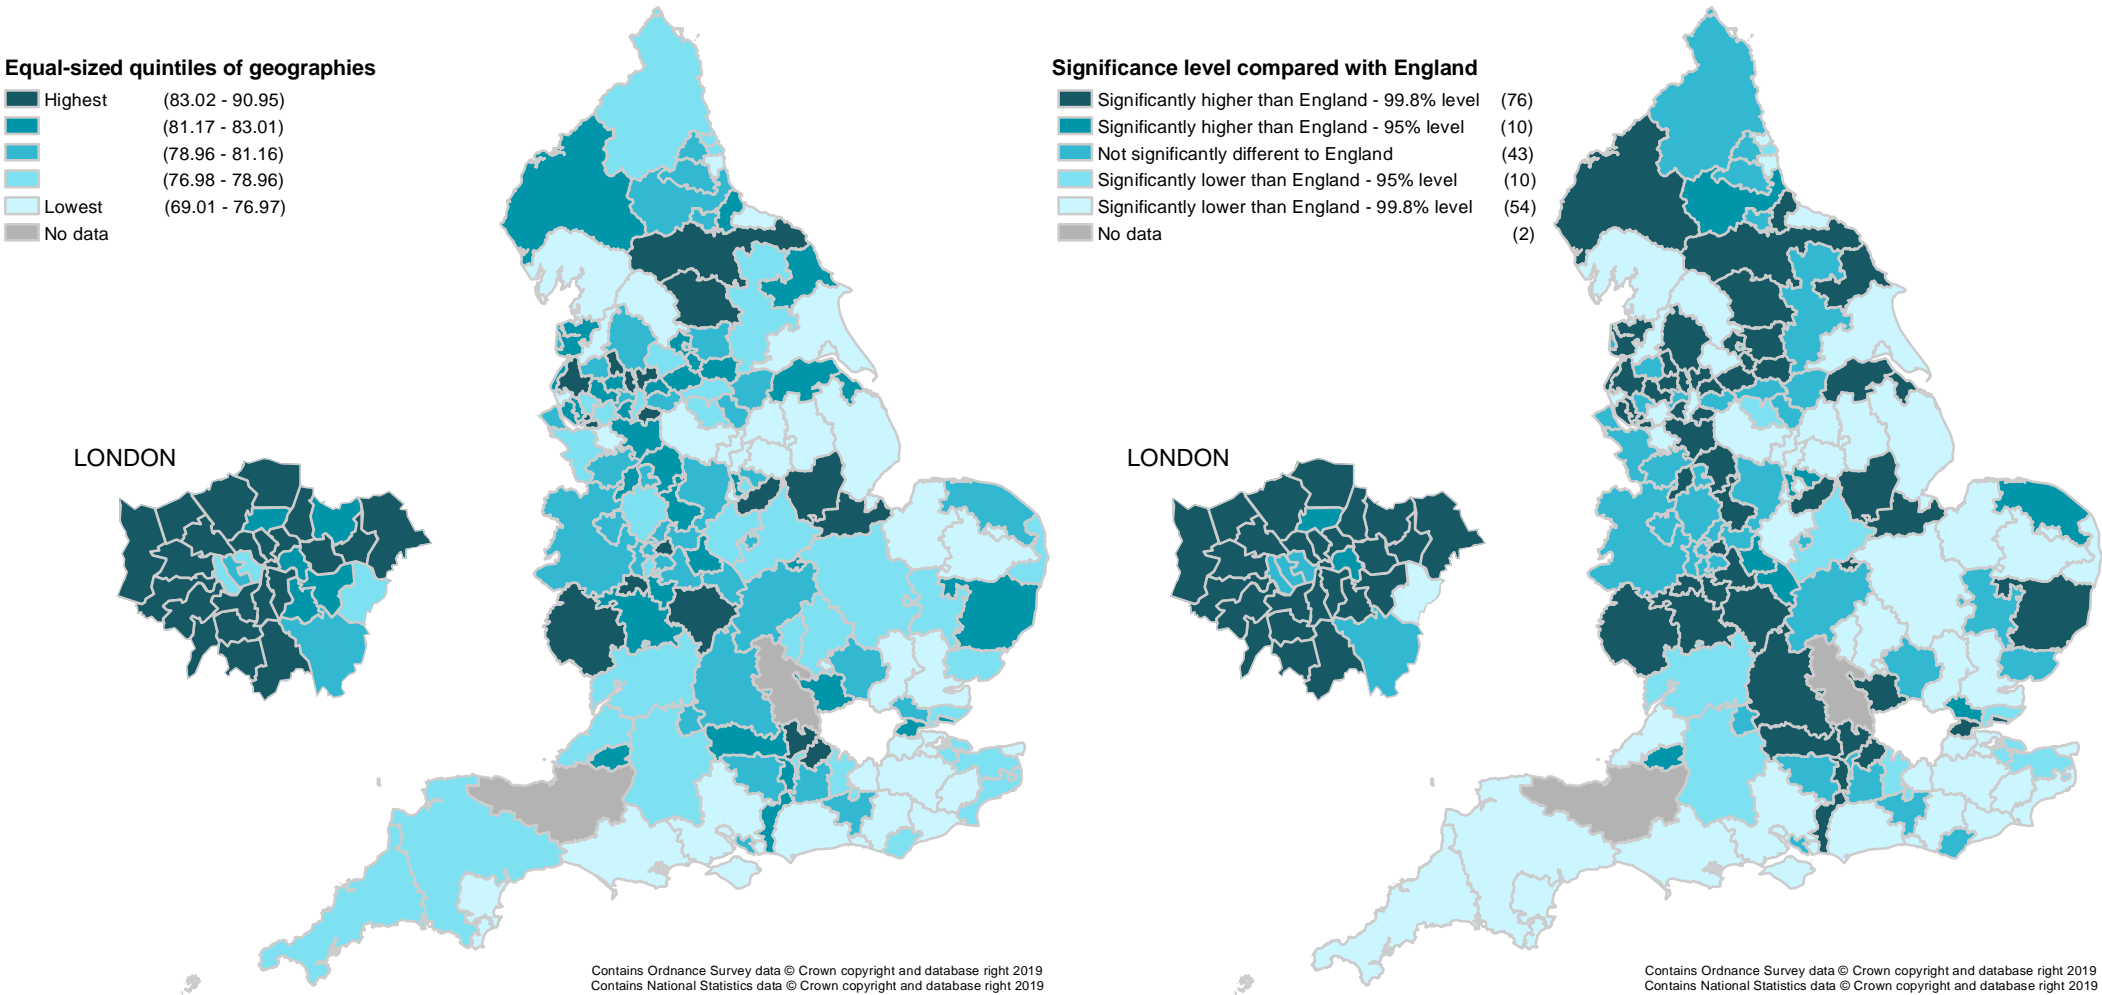 Equal-sized quintiles of geographies
Highest (83.02 - 90.95)
(81.17 - 83.01)
(78.96 - 81.16)
(76.98 - 78.96)
Lowest (69.01 - 76.97)
No data
LONDON
Contains Ordnance Survey data © Crown copyright and database right 2019
Contains National Statistics data © Crown copyright and database right 2019
Significance level compared with England
Significantly higher than England - 99.8% level (76)
Significantly higher than England - 95% level (10)
Not significantly different to England (43)
Significantly lower than England - 95% level (10)
Significantly lower than England - 99.8% level (54)
No data (2)
LONDON
Contains Ordnance Survey data © Crown copyright and database right 2019
Contains National Statistics data © Crown copyright and database right 2019